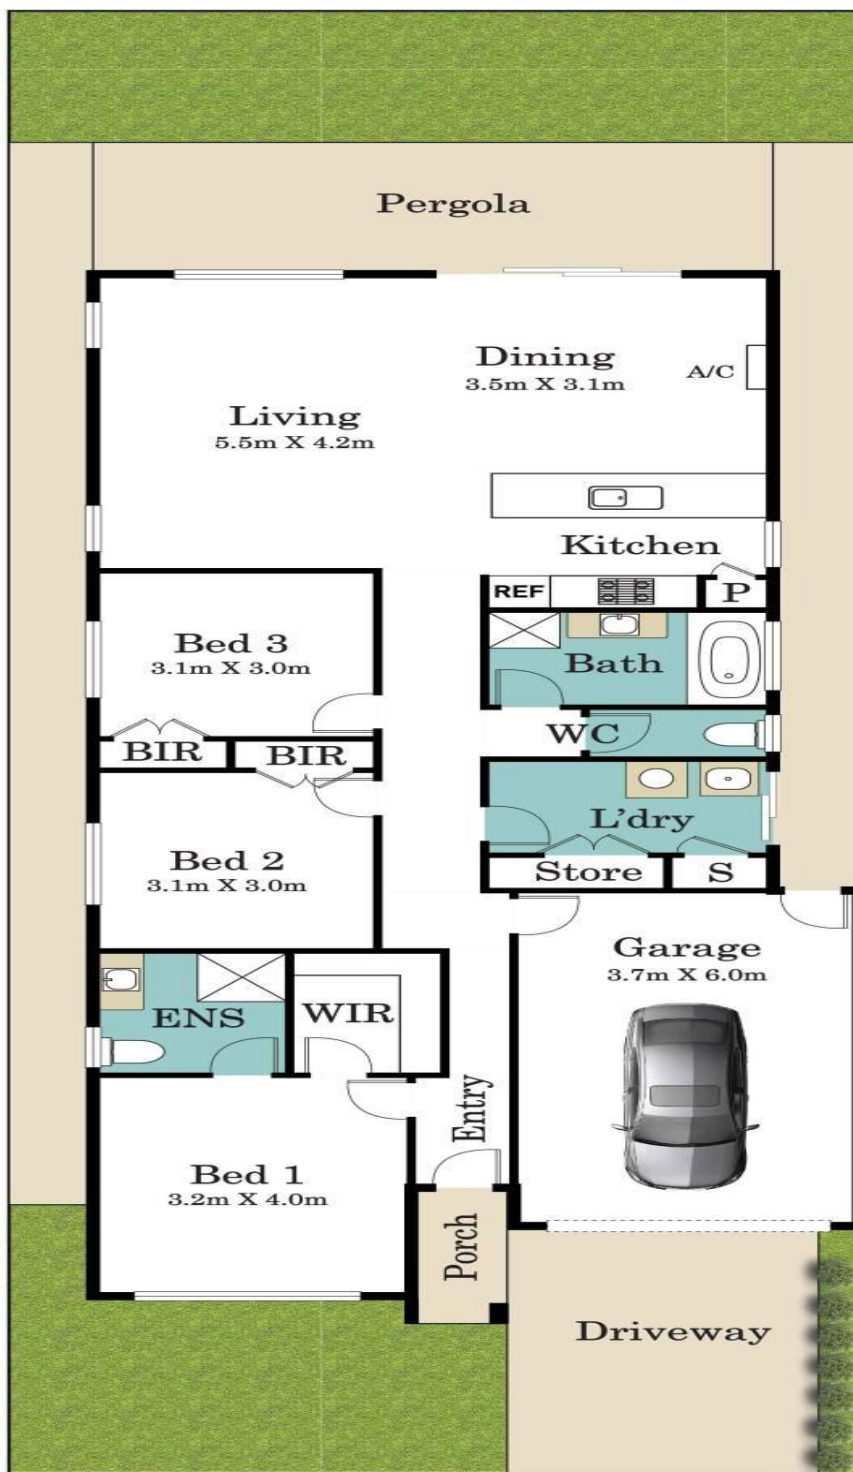 Pergola
Dining
3.5m X 3.1m
A/C
Living
5.5m X 4.2m
Kitchen
REF
P
Bed 3
3.1m X 3.0m
Bath
WC
BIR
BIR
L'dry
Bed 2
3.1m X 3.0m
Store
S
Garage
3.7m X 6.0m
ENS
WIR
Entry
Bed 1
3.2m X 4.0m
Porch
Driveway